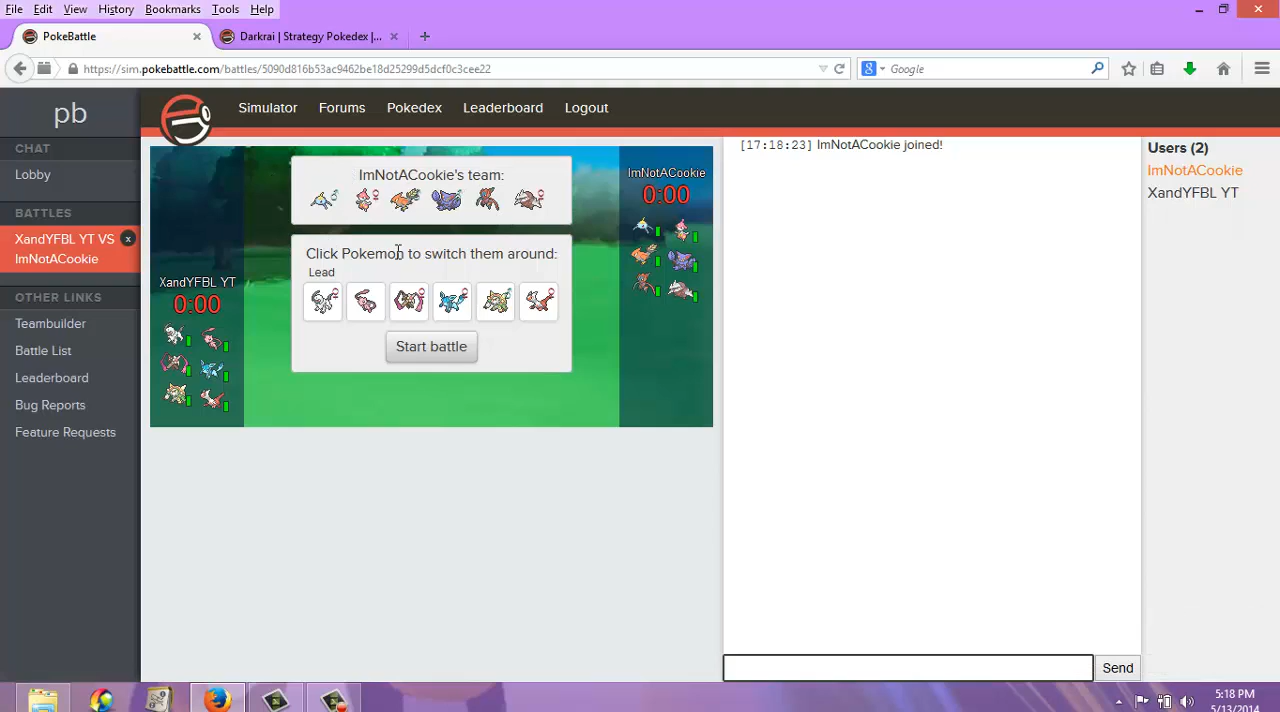 File Edit View History Bookmarks Tools Help
PokeBattle
Darkrai | Strategy Pokedex |...
https://sim.pokebattle.com/battles/5090d816b53ac9462be18d25299d5dcf0c3cee22
Google
pb
Simulator Forums Pokedex Leaderboard Logout
CHAT
Lobby
BATTLES
XandYFBL YT VS
ImNotACookie
x
OTHER LINKS
Teambuilder
Battle List
Leaderboard
Bug Reports
Feature Requests
XandYFBL YT
0:00
ImNotACookie's team:
Click Pokemon to switch them around:
Lead
Start battle
ImNotACookie
0:00
[17:18:23] ImNotACookie joined!
Send
Users (2)
ImNotACookie
XandYFBL YT
5:18 PM
5/13/2014